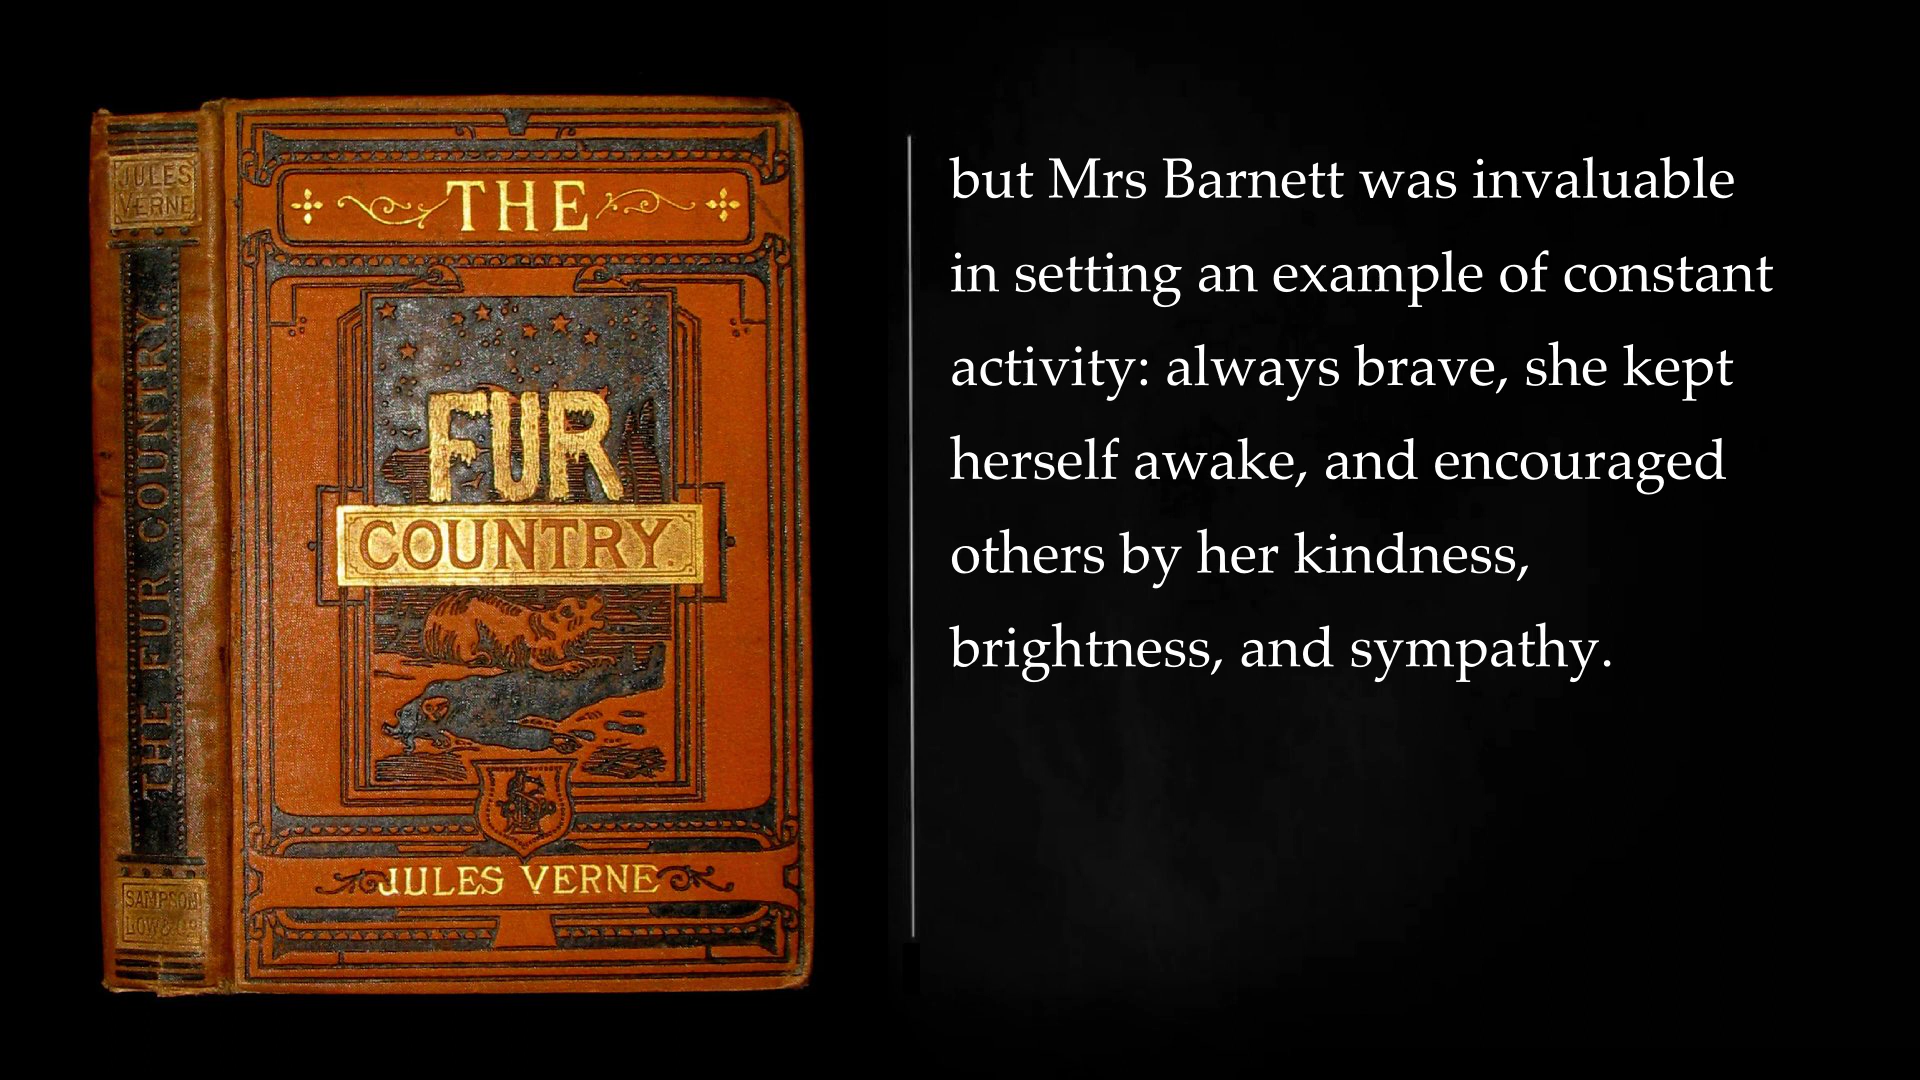 JULES
VERNE
THE FUR COUNTRY.
SAMPSON
LOW & Co
THE
FUR
COUNTRY.
JULES VERNE
but Mrs Barnett was invaluable
in setting an example of constant
activity: always brave, she kept
herself awake, and encouraged
others by her kindness,
brightness, and sympathy.